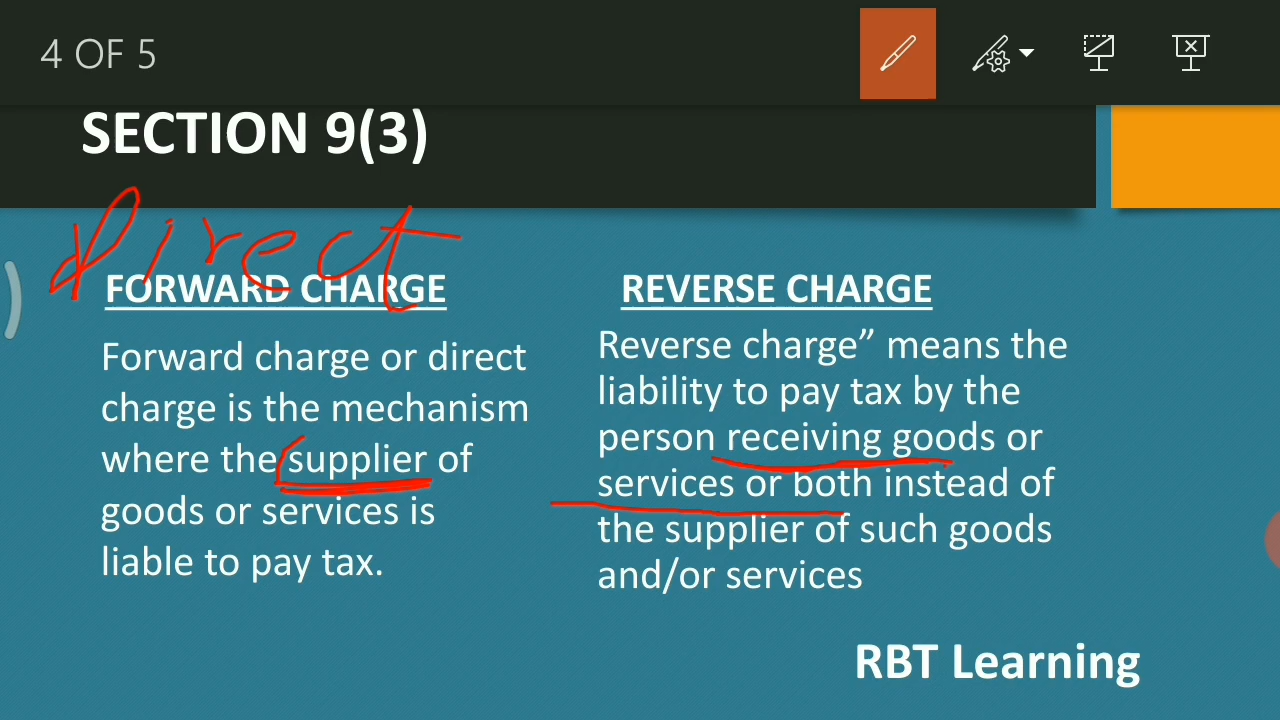 4 OF 5
SECTION 9(3)
Direct
FORWARD CHARGE
Forward charge or direct
charge is the mechanism
where the supplier of
goods or services is
liable to pay tax.
REVERSE CHARGE
Reverse charge” means the
liability to pay tax by the
person receiving goods or
services or both instead of
the supplier of such goods
and/or services
RBT Learning